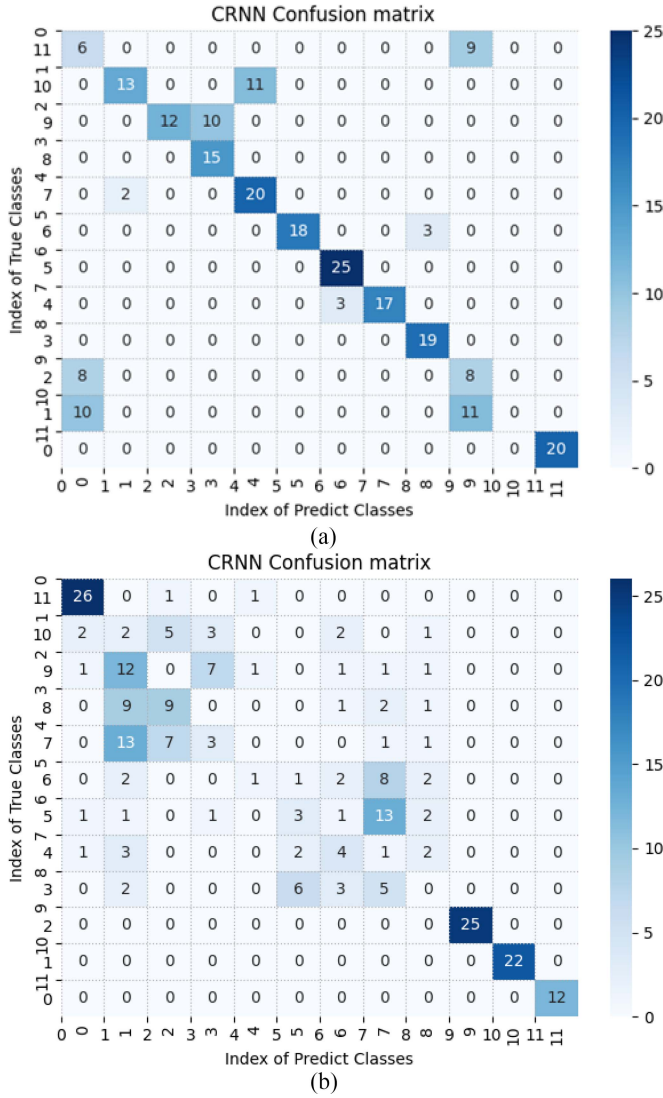 CRNN Confusion matrix
0
11 6 0 0 0 0 0 0 0 0 9 0 0
1
10 0 13 0 0 11 0 0 0 0 0 0 0
2
9 0 0 12 10 0 0 0 0 0 0 0 0
3
8 0 0 0 15 0 0 0 0 0 0 0 0
4
7 0 2 0 0 20 0 0 0 0 0 0 0
5
6 0 0 0 0 0 18 0 0 3 0 0 0
6
5 0 0 0 0 0 0 25 0 0 0 0 0
7
4 0 0 0 0 0 0 3 17 0 0 0 0
8
3 0 0 0 0 0 0 0 0 19 0 0 0
9
2 8 0 0 0 0 0 0 0 0 8 0 0
10
1 10 0 0 0 0 0 0 0 0 11 0 0
11
0 0 0 0 0 0 0 0 0 0 0 0 20
0 0 1 1 2 2 3 3 4 4 5 5 6 6 7 7 8 8 9 9 10 10 11 11
Index of Predict Classes
Index of True Classes
25
20
15
10
5
0
(a)
CRNN Confusion matrix
0
11 26 0 1 0 1 0 0 0 0 0 0 0
1
10 2 2 5 3 0 0 2 0 1 0 0 0
2
9 1 12 0 7 1 0 1 1 1 0 0 0
3
8 0 9 9 0 0 0 1 2 1 0 0 0
4
7 0 13 7 3 0 0 0 1 1 0 0 0
5
6 0 2 0 0 1 1 2 8 2 0 0 0
6
5 1 1 0 1 0 3 1 13 2 0 0 0
7
4 1 3 0 0 0 2 4 1 2 0 0 0
8
3 0 2 0 0 0 6 3 5 0 0 0 0
9
2 0 0 0 0 0 0 0 0 0 25 0 0
10
1 0 0 0 0 0 0 0 0 0 0 22 0
11
0 0 0 0 0 0 0 0 0 0 0 0 12
0 0 1 1 2 2 3 3 4 4 5 5 6 6 7 7 8 8 9 9 10 10 11 11
Index of Predict Classes
Index of True Classes
25
20
15
10
5
0
(b)